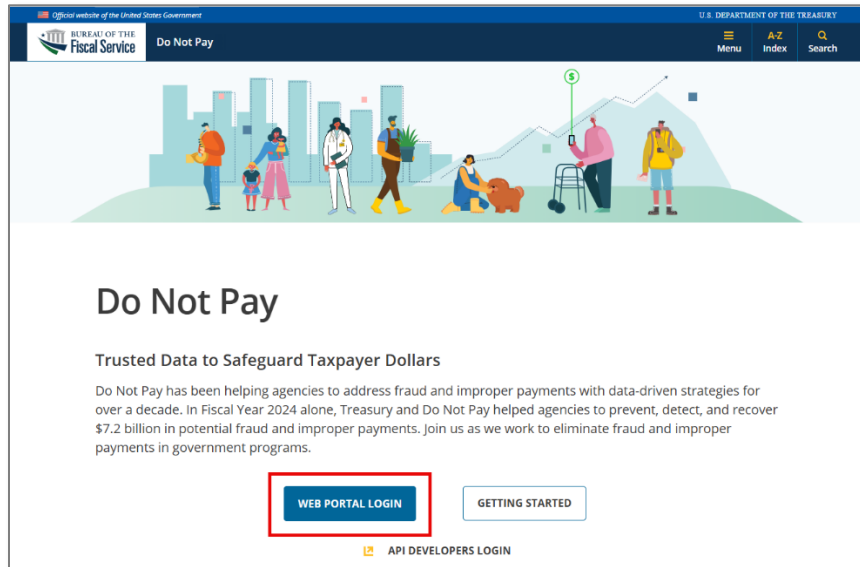 Official website of the United States Government
U.S. DEPARTMENT OF THE TREASURY
BUREAU OF THE
Fiscal Service
Do Not Pay
Menu
A-Z
Index
Search
$
Do Not Pay
Trusted Data to Safeguard Taxpayer Dollars
Do Not Pay has been helping agencies to address fraud and improper payments with data-driven strategies for
over a decade. In Fiscal Year 2024 alone, Treasury and Do Not Pay helped agencies to prevent, detect, and recover
$7.2 billion in potential fraud and improper payments. Join us as we work to eliminate fraud and improper
payments in government programs.
WEB PORTAL LOGIN
GETTING STARTED
API DEVELOPERS LOGIN